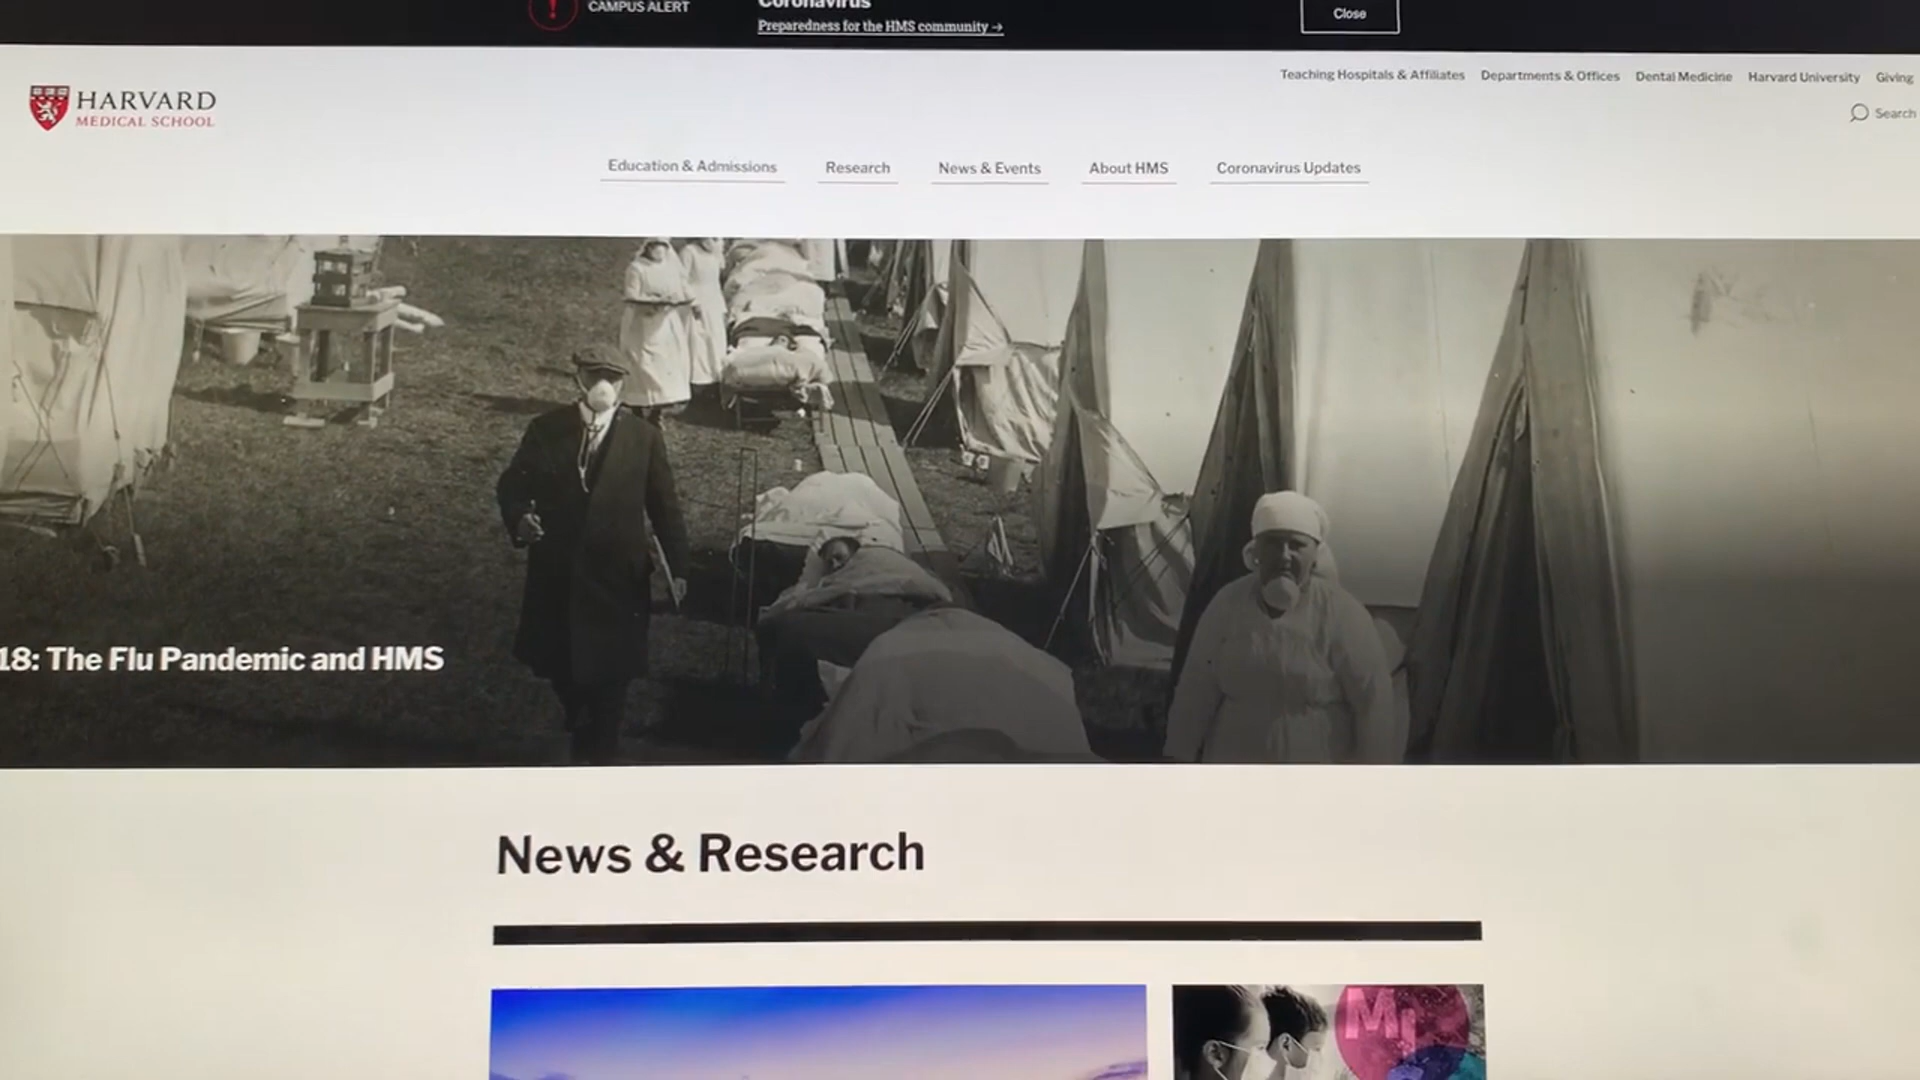 CAMPUS ALERT
Coronavirus
Preparedness for the HMS community →
Close
Teaching Hospitals & Affiliates
Departments & Offices
Dental Medicine
Harvard University
Giving
HARVARD
MEDICAL SCHOOL
Search
Education & Admissions
Research
News & Events
About HMS
Coronavirus Updates
18: The Flu Pandemic and HMS
News & Research